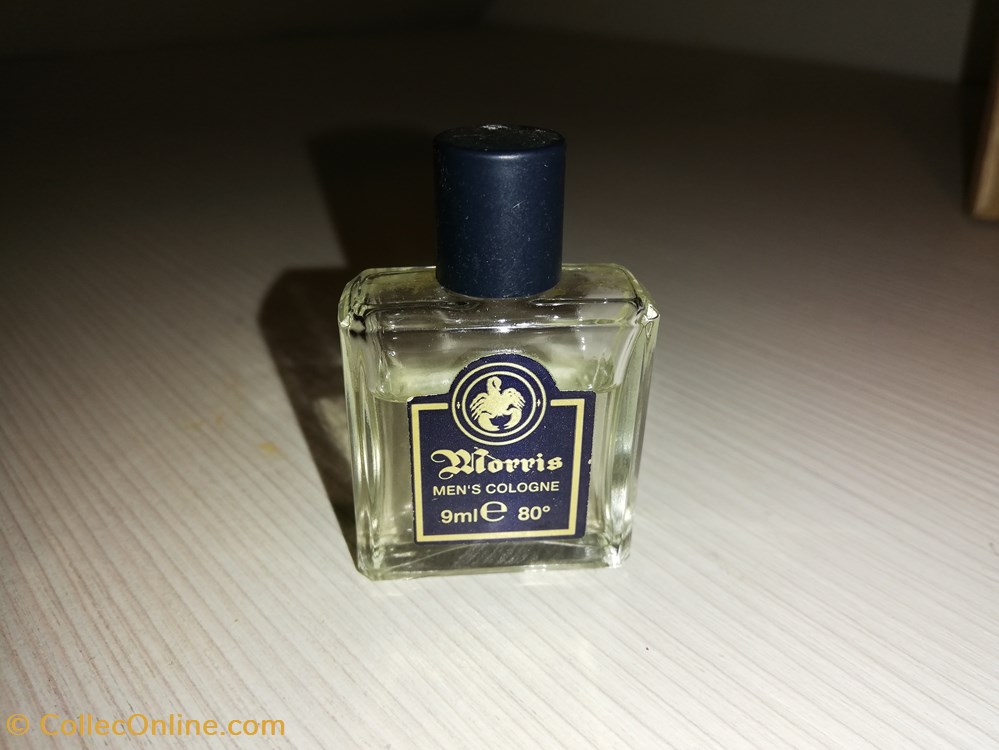 Morris
MEN'S COLOGNE
9ml e 80°
© CollecOnline.com